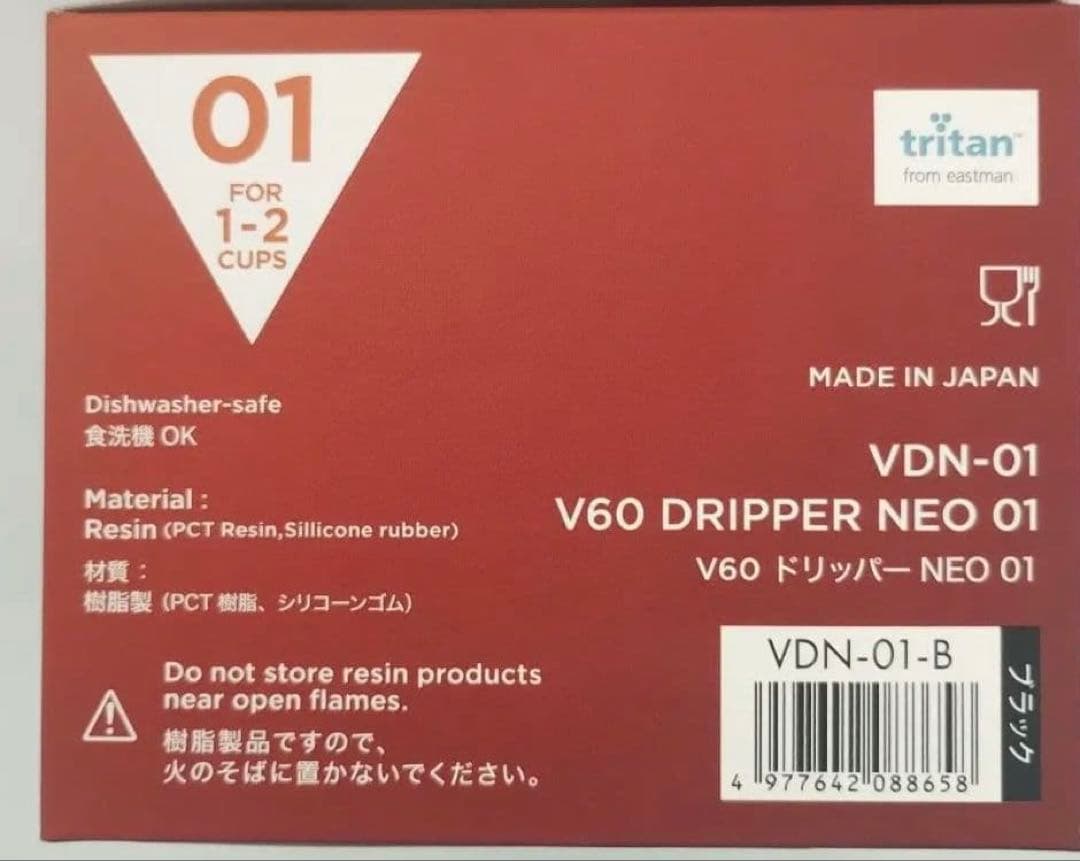 01
FOR
1-2
CUPS
tritan™
from eastman
MADE IN JAPAN
Dishwasher-safe
食洗機 OK
Material :
Resin (PCT Resin,Sillicone rubber)
材質：
樹脂製 (PCT 樹脂、シリコーンゴム)
VDN-01
V60 DRIPPER NEO 01
V60 ドリッパー NEO 01
Do not store resin products
near open flames.
樹脂製品ですので、
火のそばに置かないでください。
VDN-01-B
ブラック
4 977642 088658